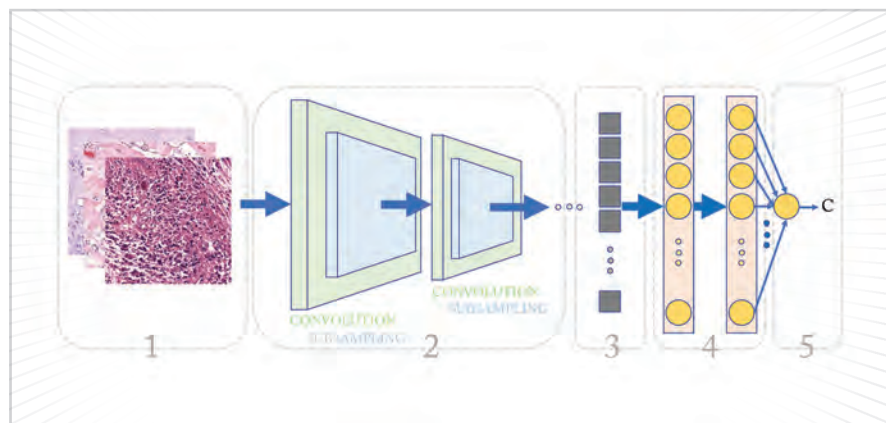 C
CONVOLUTION
SUBSAMPLING
CONVOLUTION
SUBSAMPLING
1
2
3
4
5